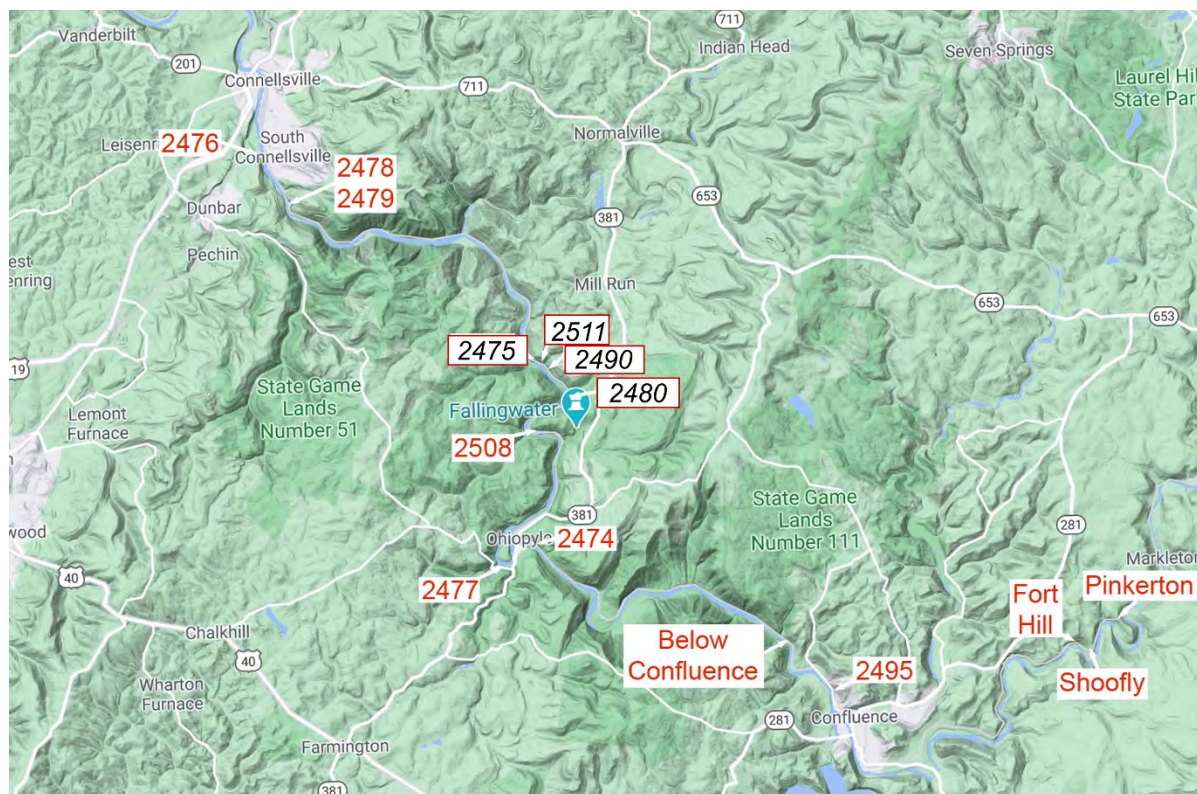 Vanderbilt
711
Indian Head
Seven Springs
201
Connellsville
711
Laurel Hil
State Par
Normalville
2476
Leisenr
South
Connellsville
2478
2479
653
Dunbar
381
Pechin
est
enring
Mill Run
653
653
2511
2475
2490
19
State Game
Lands
Number 51
2480
Fallingwater
Lemont
Furnace
2508
State Game
Lands
Number 111
381
281
wood
Ohiopyle
2474
Markleton
40
2477
Fort
Hill
Pinkerton
Chalkhill
40
Below
Confluence
2495
Shoofly
Wharton
Furnace
281
Confluence
Farmington
381